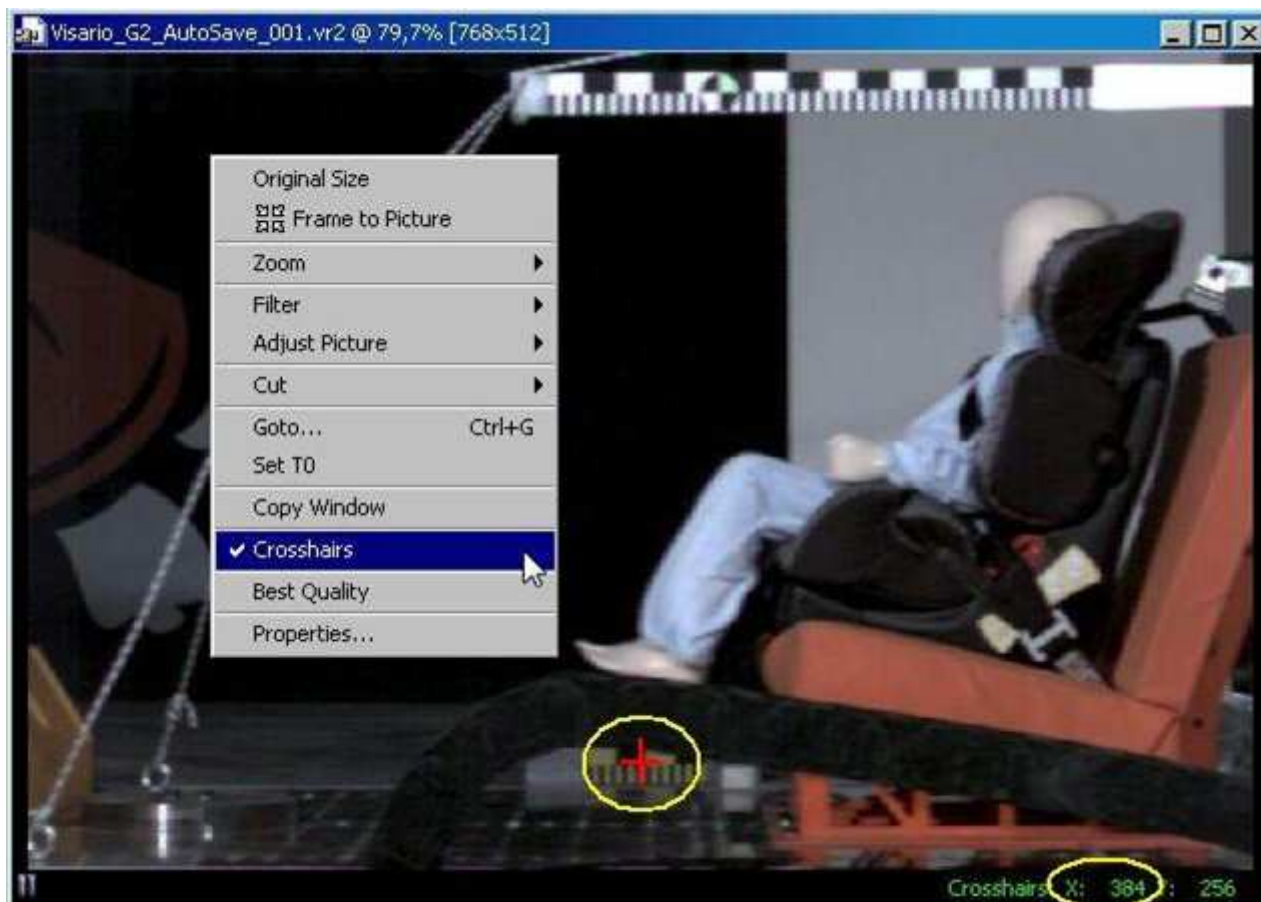 Visario_G2_AutoSave_001.vr2 @ 79,7% [768x512]
Original Size
Frame to Picture
Zoom
Filter
Adjust Picture
Cut
Goto... Ctrl+G
Set T0
Copy Window
Crosshairs
Best Quality
Properties...
Crosshairs X: 384 Y: 256